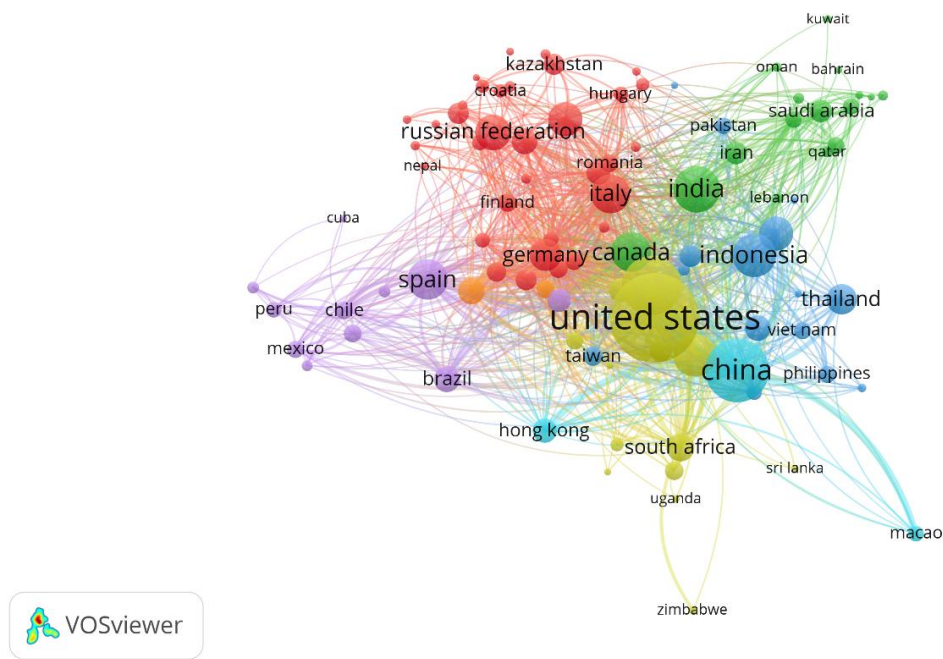 kuwait
kazakhstan
oman
bahrain
croatia
hungary
saudi arabia
russian federation
pakistan
nepal
romania
iran
qatar
finland
italy
india
lebanon
cuba
germany
canada
indonesia
spain
peru
chile
united states
thailand
viet nam
mexico
taiwan
brazil
china
philippines
hong kong
south africa
sri lanka
uganda
macao
zimbabwe
VOSviewer